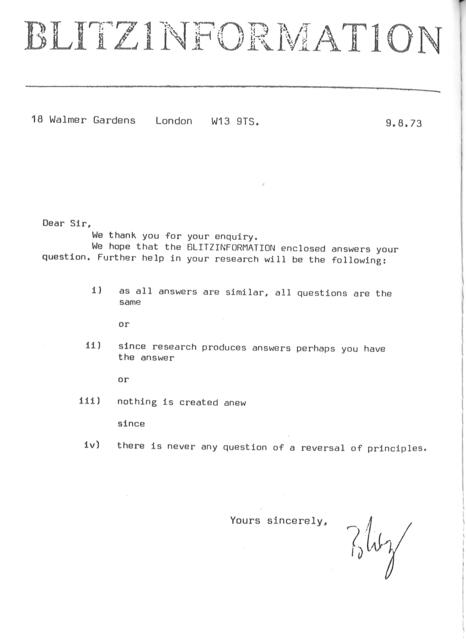 BLITZ1NFORMAT1ON
18 Walmer Gardens London W13 9TS. 9.8.73
Dear Sir,
We thank you for your enquiry.
We hope that the BLITZINFORMATION enclosed answers your
question. Further help in your research will be the following:
i) as all answers are similar, all questions are the
same
or
ii) since research produces answers perhaps you have
the answer
or
iii) nothing is created anew
since
iv) there is never any question of a reversal of principles.
Yours sincerely,
Blitz